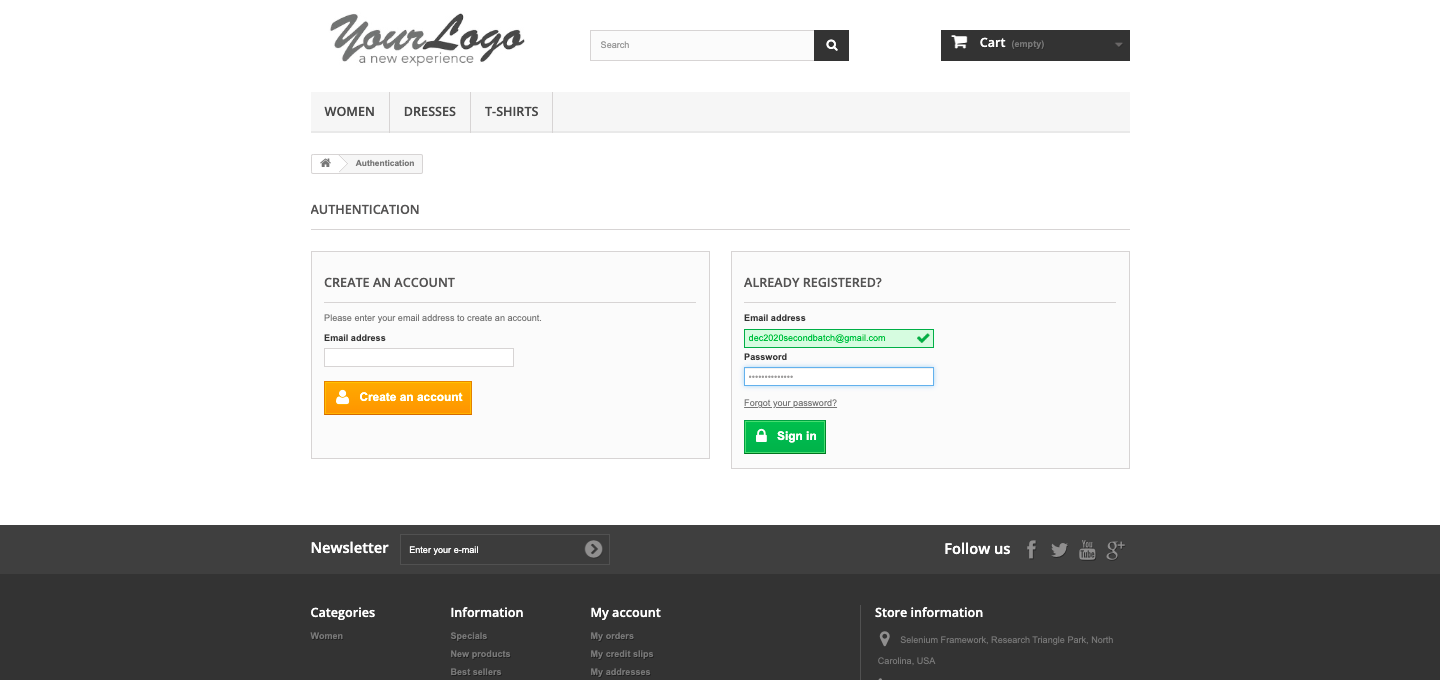 YourLogo
a new experience
Search
Cart (empty)
WOMEN
DRESSES
T-SHIRTS
Authentication
AUTHENTICATION
CREATE AN ACCOUNT
Please enter your email address to create an account.
Email address
Create an account
ALREADY REGISTERED?
Email address
dec2020secondbatch@gmail.com
Password
Forgot your password?
Sign in
Newsletter
Enter your e-mail
Follow us
You
Tube
Categories
Women
Information
Specials
New products
Best sellers
My account
My orders
My credit slips
My addresses
Store information
Selenium Framework, Research Triangle Park, North
Carolina, USA